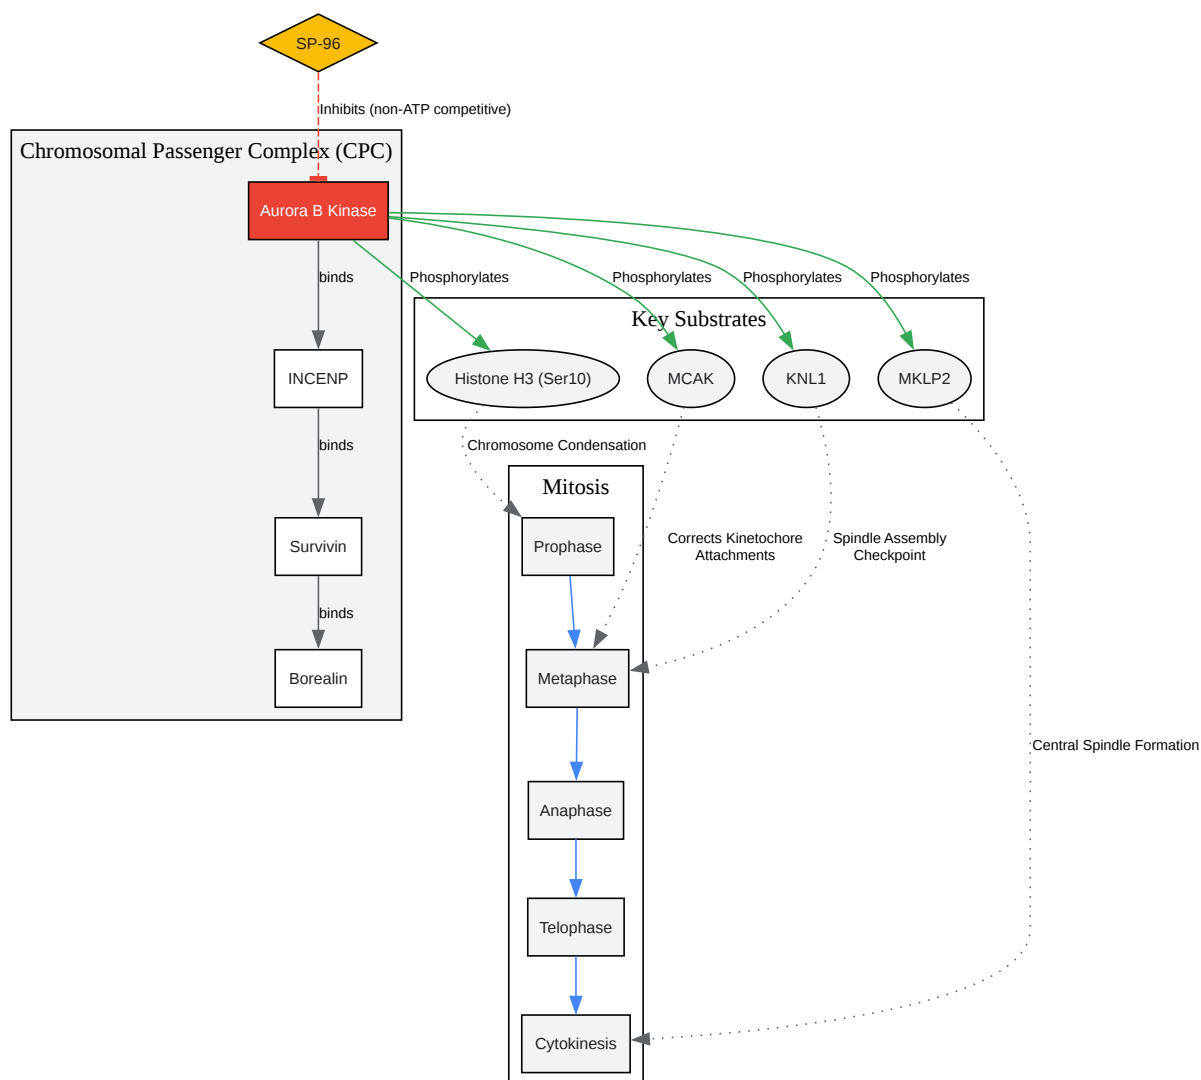 SP-96
Inhibits (non-ATP competitive)
Chromosomal Passenger Complex (CPC)
Aurora B Kinase
binds
Phosphorylates
Phosphorylates
Phosphorylates
Phosphorylates
Key Substrates
INCENP
Histone H3 (Ser10)
MCAK
KNL1
MKLP2
binds
Chromosome Condensation
Mitosis
Survivin
Prophase
Corrects Kinetochore
Attachments
Spindle Assembly
Checkpoint
binds
Borealin
Metaphase
Central Spindle Formation
Anaphase
Telophase
Cytokinesis